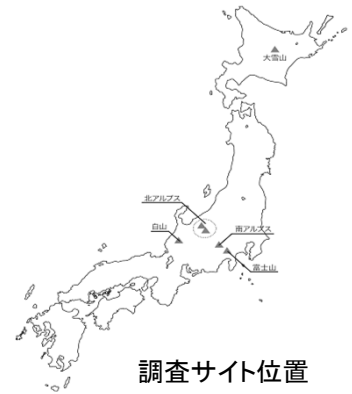 大雪山
北アルプス
白山
南アルプス
富士山
調査サイト位置